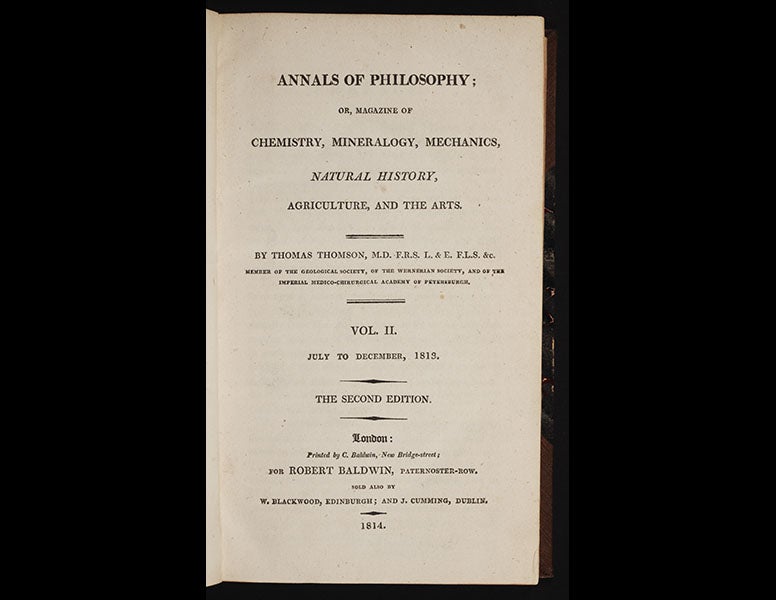 ANNALS OF PHILOSOPHY;
OR, MAGAZINE OF
CHEMISTRY, MINERALOGY, MECHANICS,
NATURAL HISTORY,
AGRICULTURE, AND THE ARTS.
BY THOMAS THOMSON, M.D. F.R.S. L. & E. F.L.S. &c.
MEMBER OF THE GEOLOGICAL SOCIETY, OF THE WERNERIAN SOCIETY, AND OF THE
IMPERIAL MEDICO-CHIRURGICAL ACADEMY OF PETERSBURGH.
VOL. II.
JULY TO DECEMBER, 1813.
THE SECOND EDITION.
London:
Printed by C. Baldwin, New Bridge-street;
FOR ROBERT BALDWIN, PATERNOSTER-ROW.
SOLD ALSO BY
W. BLACKWOOD, EDINBURGH; AND J. CUMMING, DUBLIN.
1814.